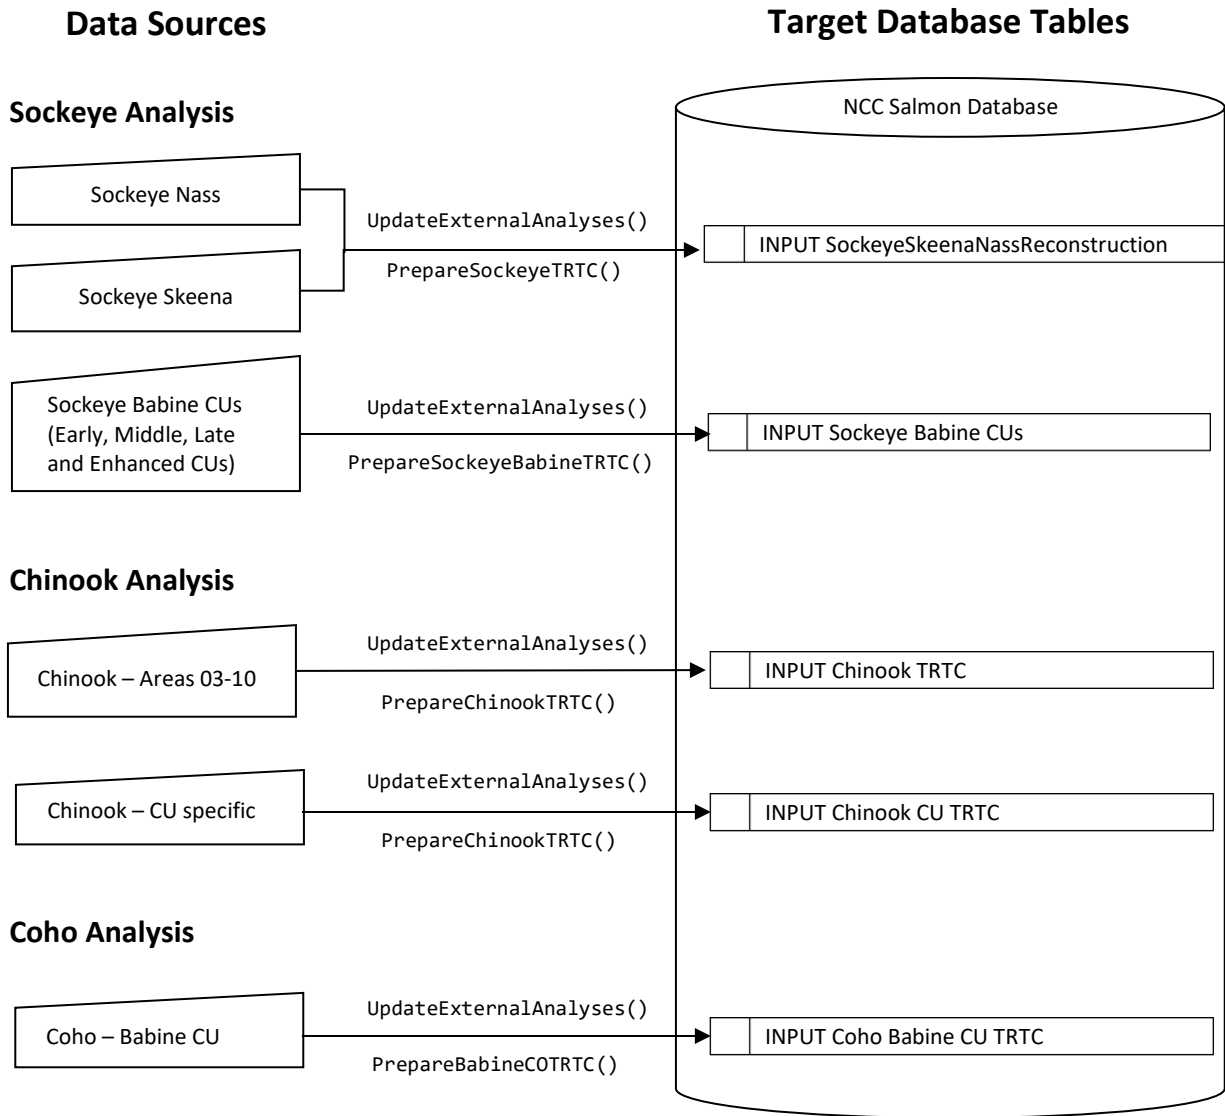 Data Sources
Target Database Tables
Sockeye Analysis
NCC Salmon Database
Sockeye Nass
UpdateExternalAnalyses()
INPUT SockeyeSkeenaNassReconstruction
PrepareSockeyeTRTC()
Sockeye Skeena
Sockeye Babine CUs
(Early, Middle, Late
and Enhanced CUs)
UpdateExternalAnalyses()
INPUT Sockeye Babine CUs
PrepareSockeyeBabineTRTC()
Chinook Analysis
UpdateExternalAnalyses()
Chinook – Areas 03-10
INPUT Chinook TRTC
PrepareChinookTRTC()
UpdateExternalAnalyses()
Chinook – CU specific
INPUT Chinook CU TRTC
PrepareChinookTRTC()
Coho Analysis
UpdateExternalAnalyses()
Coho – Babine CU
INPUT Coho Babine CU TRTC
PrepareBabineCOTRTC()